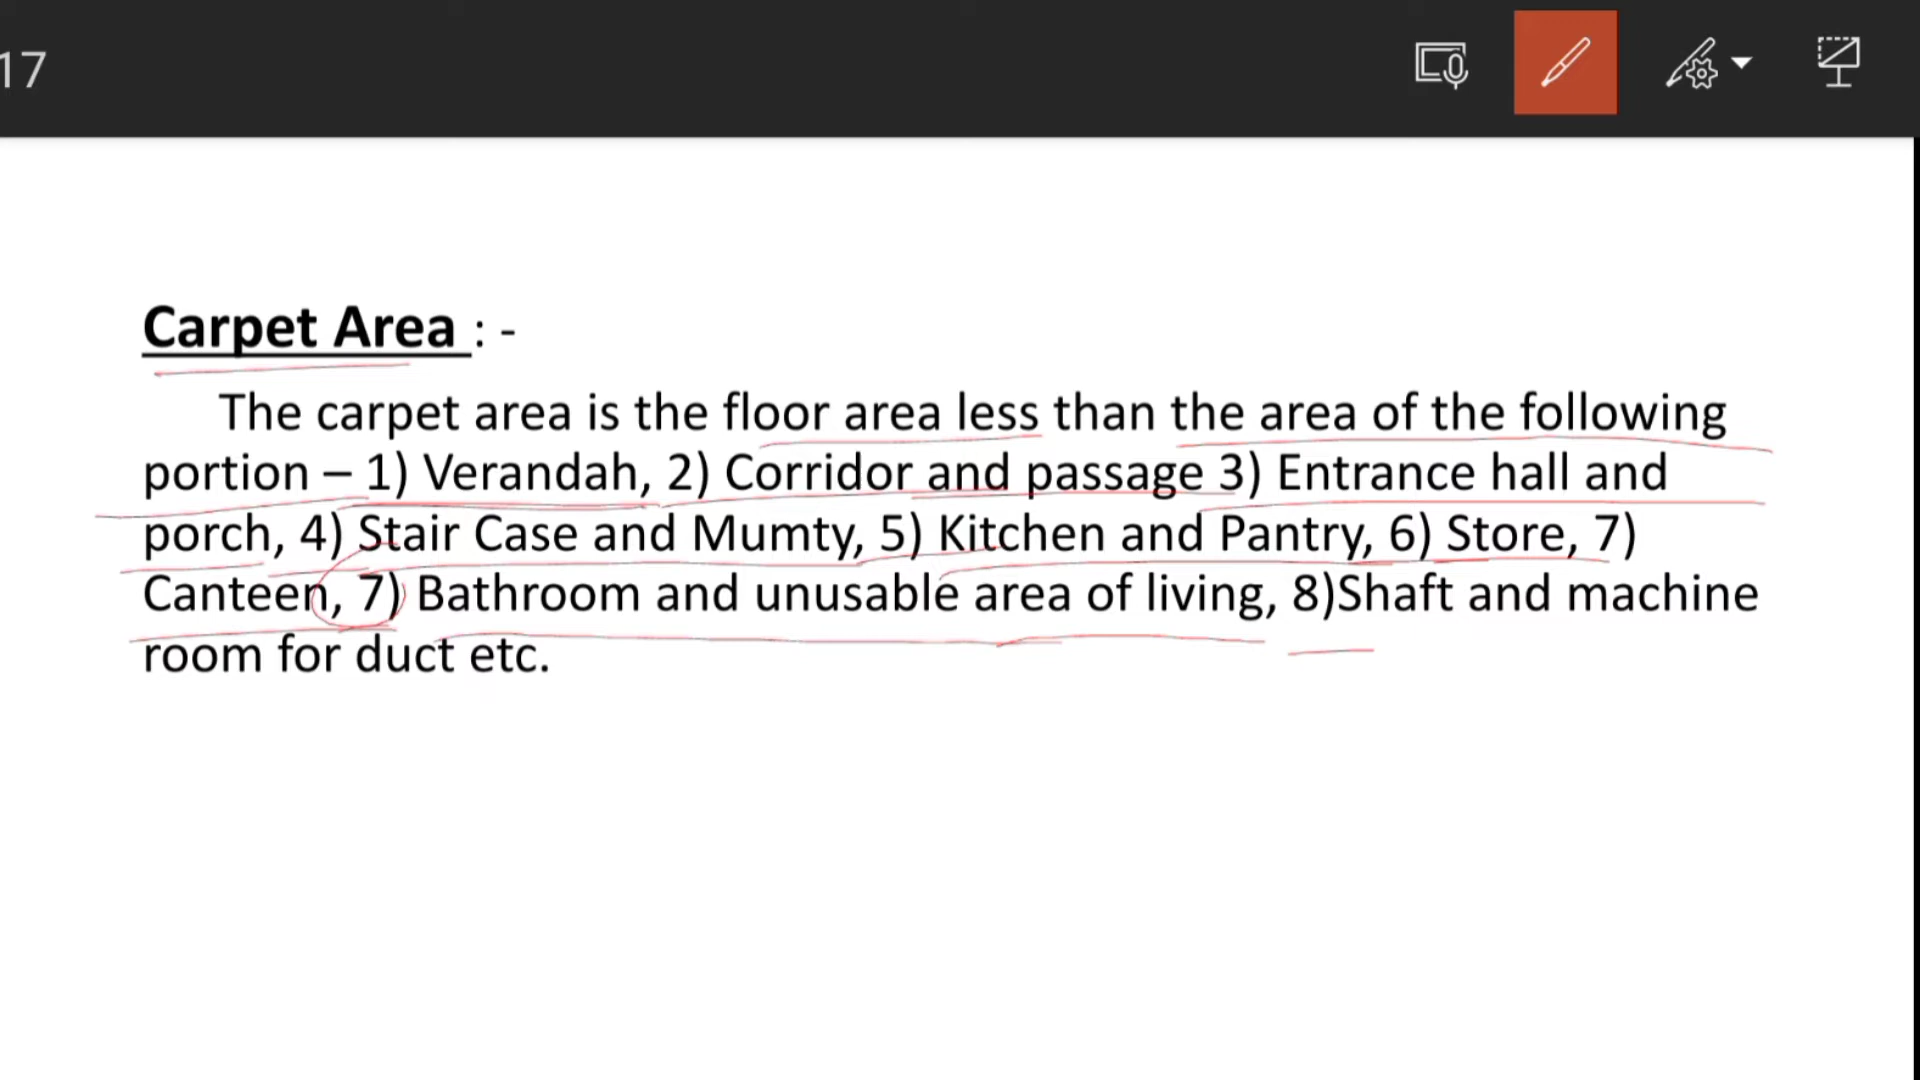 17
Carpet Area : -
The carpet area is the floor area less than the area of the following
portion – 1) Verandah, 2) Corridor and passage 3) Entrance hall and
porch, 4) Stair Case and Mumty, 5) Kitchen and Pantry, 6) Store, 7)
Canteen, 7) Bathroom and unusable area of living, 8)Shaft and machine
room for duct etc.